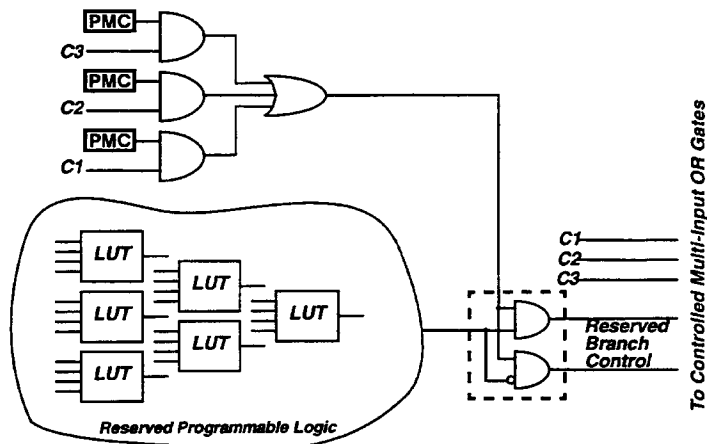 PMC
C3
PMC
C2
PMC
C1
LUT
LUT
LUT
LUT
LUT
LUT
Reserved Programmable Logic
C1
C2
C3
Reserved
Branch
Control
To Controlled Multi-Input OR Gates